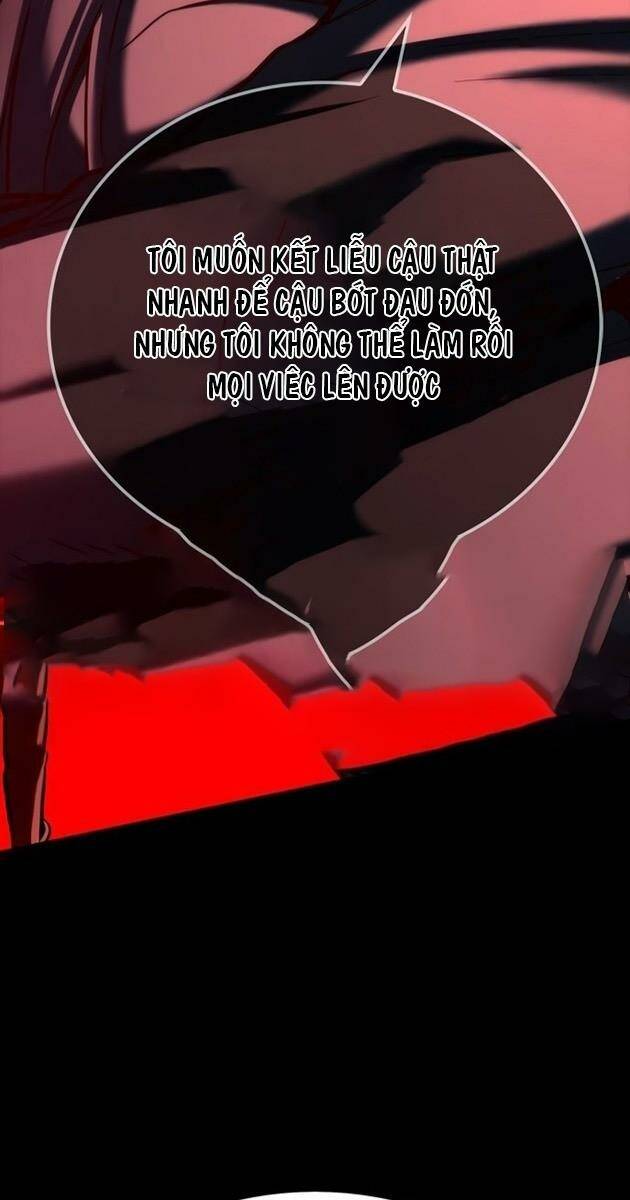 TÔI MUỐN KẾT LIỄU CẬU THẬT
NHANH ĐỂ CẬU BỚT ĐAU ĐỚN,
NHƯNG TÔI KHÔNG THỂ LÀM RỐI
MỌI VIỆC LÊN ĐƯỢC